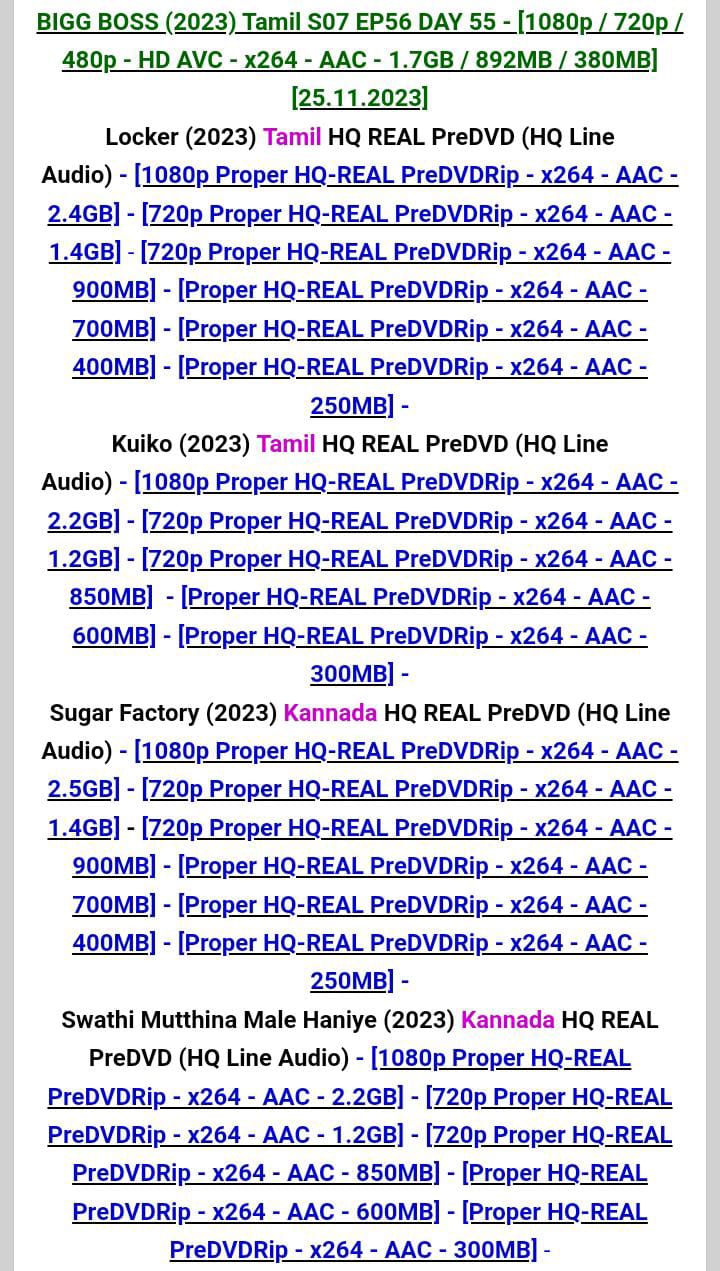 BIGG BOSS (2023) Tamil S07 EP56 DAY 55 - [1080p / 720p /
480p - HD AVC - x264 - AAC - 1.7GB / 892MB / 380MB]
[25.11.2023]
Locker (2023) Tamil HQ REAL PreDVD (HQ Line
Audio) - [1080p Proper HQ-REAL PreDVDRip - x264 - AAC -
2.4GB] - [720p Proper HQ-REAL PreDVDRip - x264 - AAC -
1.4GB] - [720p Proper HQ-REAL PreDVDRip - x264 - AAC -
900MB] - [Proper HQ-REAL PreDVDRip - x264 - AAC -
700MB] - [Proper HQ-REAL PreDVDRip - x264 - AAC -
400MB] - [Proper HQ-REAL PreDVDRip - x264 - AAC -
250MB] -
Kuiko (2023) Tamil HQ REAL PreDVD (HQ Line
Audio) - [1080p Proper HQ-REAL PreDVDRip - x264 - AAC -
2.2GB] - [720p Proper HQ-REAL PreDVDRip - x264 - AAC -
1.2GB] - [720p Proper HQ-REAL PreDVDRip - x264 - AAC -
850MB]  - [Proper HQ-REAL PreDVDRip - x264 - AAC -
600MB] - [Proper HQ-REAL PreDVDRip - x264 - AAC -
300MB] -
Sugar Factory (2023) Kannada HQ REAL PreDVD (HQ Line
Audio) - [1080p Proper HQ-REAL PreDVDRip - x264 - AAC -
2.5GB] - [720p Proper HQ-REAL PreDVDRip - x264 - AAC -
1.4GB] - [720p Proper HQ-REAL PreDVDRip - x264 - AAC -
900MB] - [Proper HQ-REAL PreDVDRip - x264 - AAC -
700MB] - [Proper HQ-REAL PreDVDRip - x264 - AAC -
400MB] - [Proper HQ-REAL PreDVDRip - x264 - AAC -
250MB] -
Swathi Mutthina Male Haniye (2023) Kannada HQ REAL
PreDVD (HQ Line Audio) - [1080p Proper HQ-REAL
PreDVDRip - x264 - AAC - 2.2GB] - [720p Proper HQ-REAL
PreDVDRip - x264 - AAC - 1.2GB] - [720p Proper HQ-REAL
PreDVDRip - x264 - AAC - 850MB] - [Proper HQ-REAL
PreDVDRip - x264 - AAC - 600MB] - [Proper HQ-REAL
PreDVDRip - x264 - AAC - 300MB] -